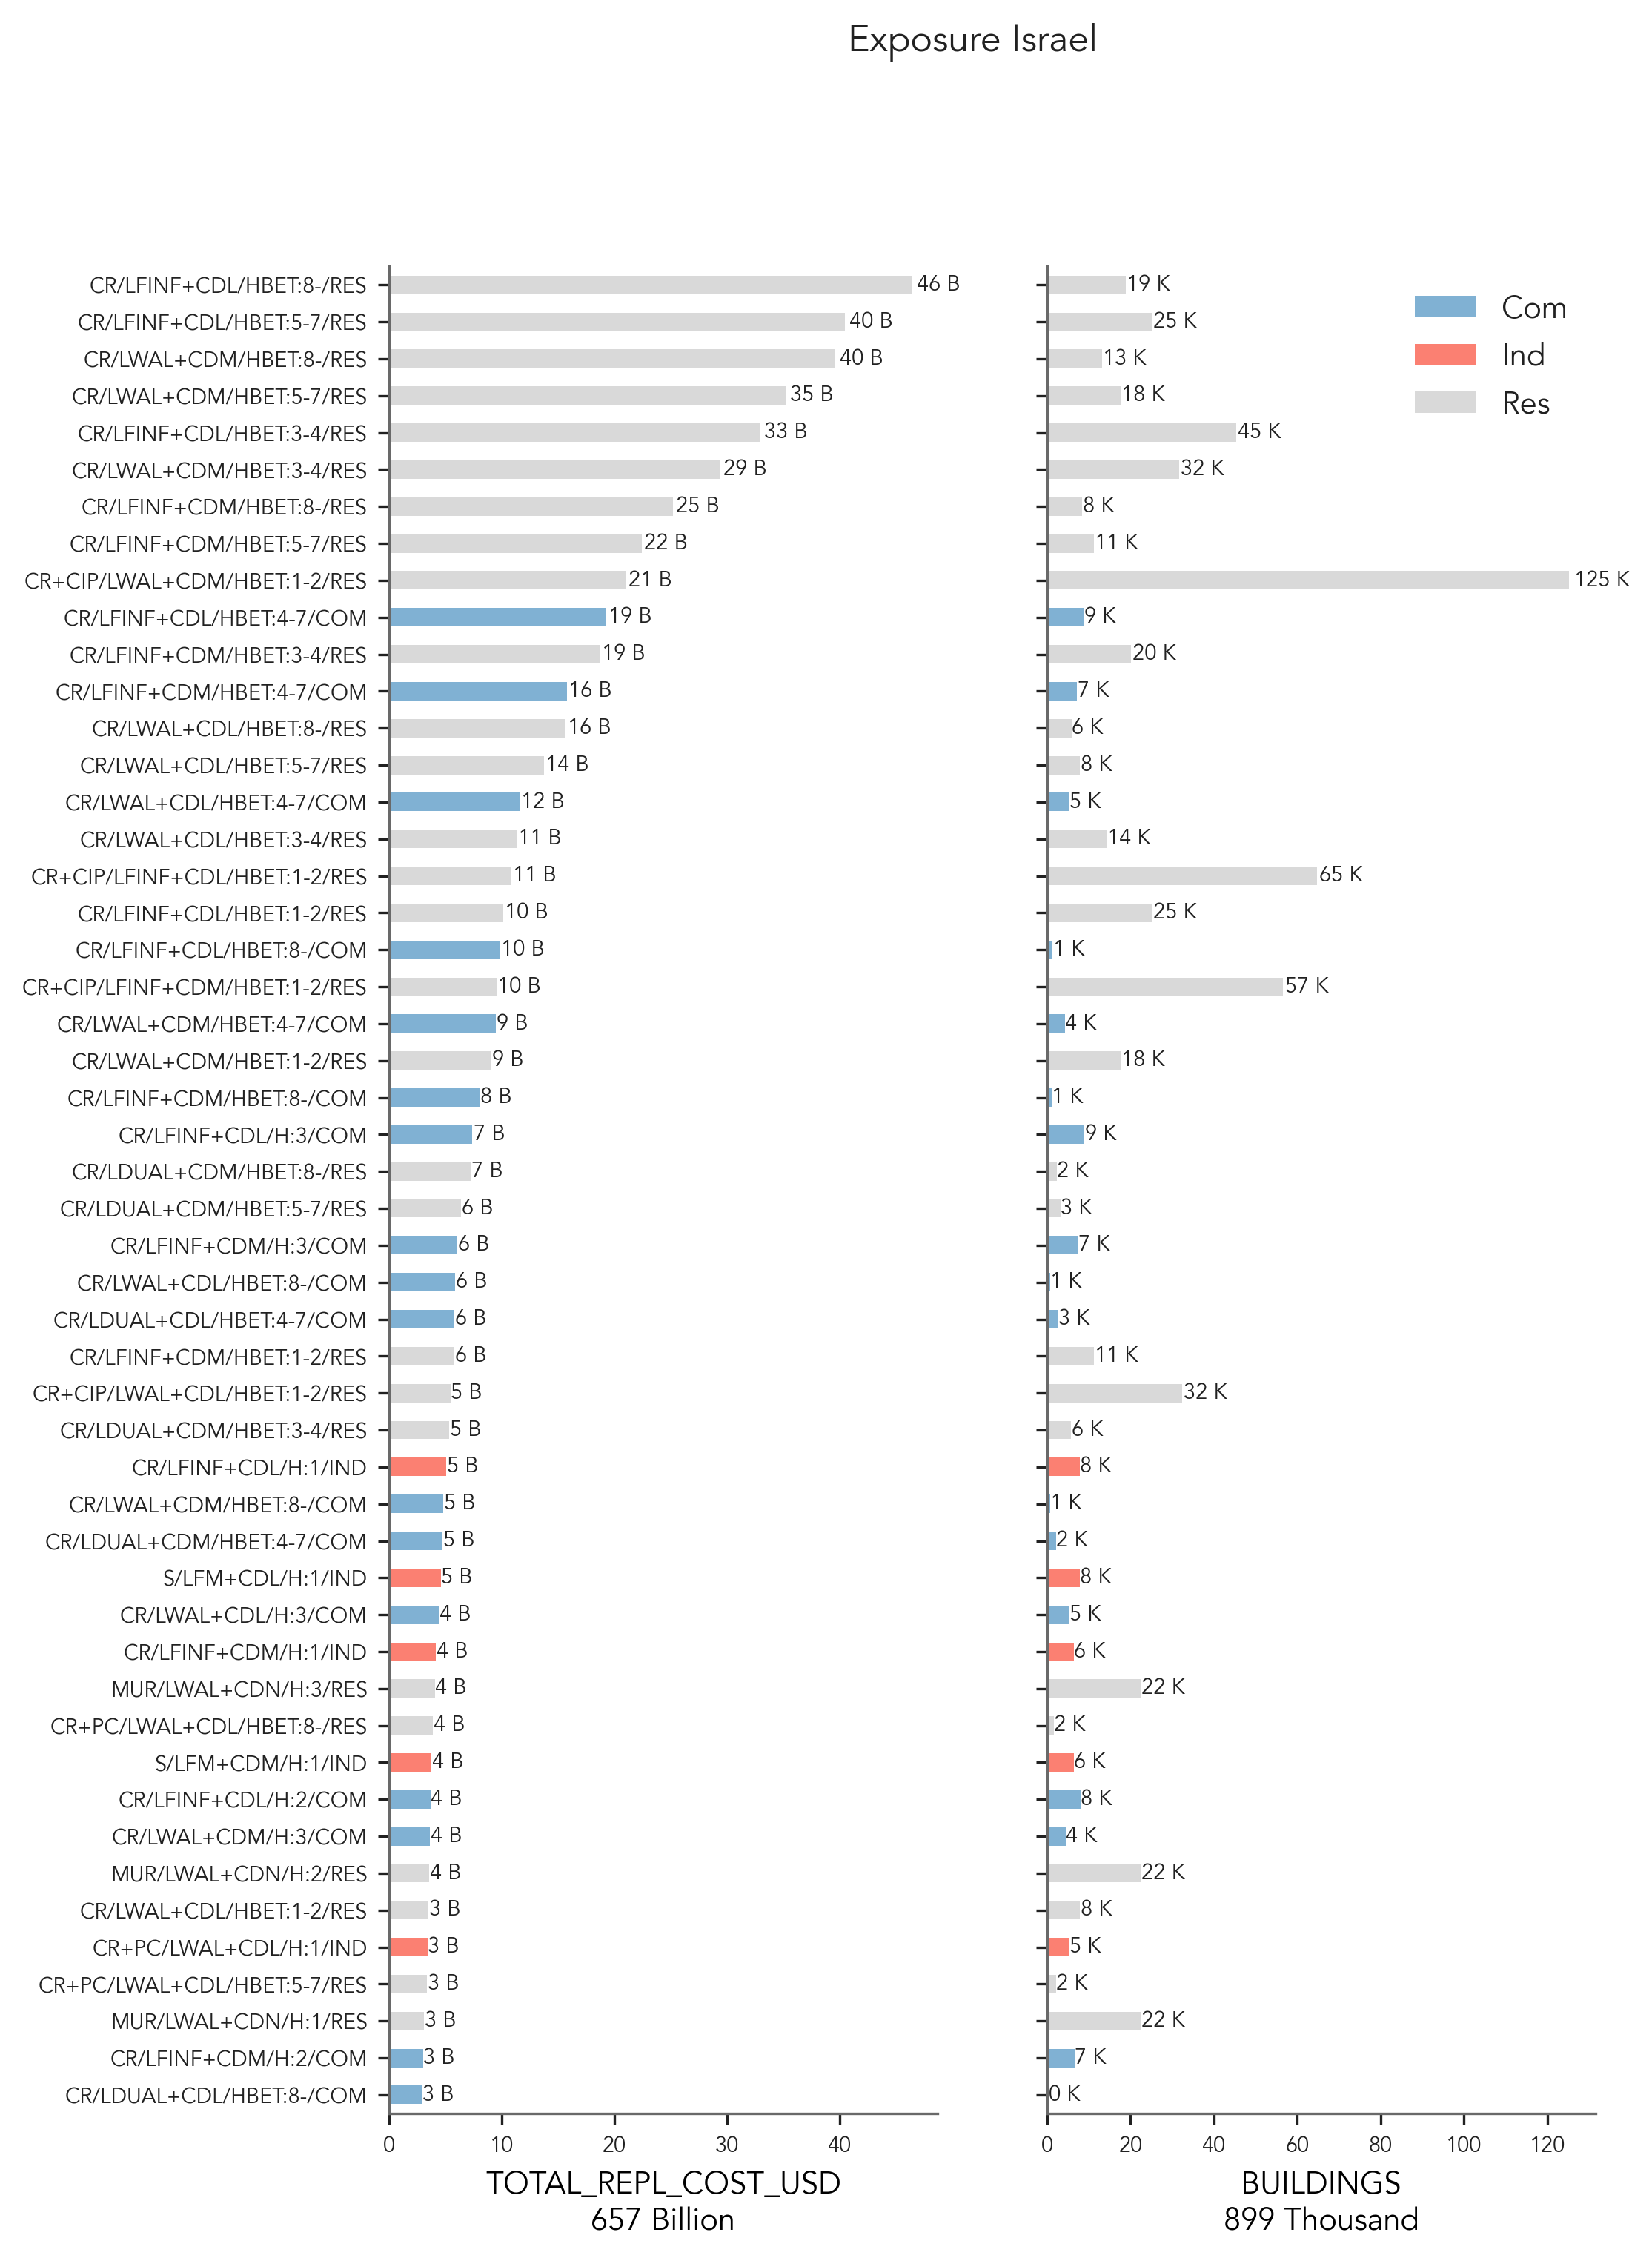 Exposure Israel
CR/LFINF+CDL/HBET:8-/RES 46 B 19 K
CR/LFINF+CDL/HBET:5-7/RES 40 B 25 K
CR/LWAL+CDM/HBET:8-/RES 40 B 13 K
CR/LWAL+CDM/HBET:5-7/RES 35 B 18 K
CR/LFINF+CDL/HBET:3-4/RES 33 B 45 K
CR/LWAL+CDM/HBET:3-4/RES 29 B 32 K
CR/LFINF+CDM/HBET:8-/RES 25 B 8 K
CR/LFINF+CDM/HBET:5-7/RES 22 B 11 K
CR+CIP/LWAL+CDM/HBET:1-2/RES 21 B 125 K
CR/LFINF+CDL/HBET:4-7/COM 19 B 9 K
CR/LFINF+CDM/HBET:3-4/RES 19 B 20 K
CR/LFINF+CDM/HBET:4-7/COM 16 B 7 K
CR/LWAL+CDL/HBET:8-/RES 16 B 6 K
CR/LWAL+CDL/HBET:5-7/RES 14 B 8 K
CR/LWAL+CDL/HBET:4-7/COM 12 B 5 K
CR/LWAL+CDL/HBET:3-4/RES 11 B 14 K
CR+CIP/LFINF+CDL/HBET:1-2/RES 11 B 65 K
CR/LFINF+CDL/HBET:1-2/RES 10 B 25 K
CR/LFINF+CDL/HBET:8-/COM 10 B 1 K
CR+CIP/LFINF+CDM/HBET:1-2/RES 10 B 57 K
CR/LWAL+CDM/HBET:4-7/COM 9 B 4 K
CR/LWAL+CDM/HBET:1-2/RES 9 B 18 K
CR/LFINF+CDM/HBET:8-/COM 8 B 1 K
CR/LFINF+CDL/H:3/COM 7 B 9 K
CR/LDUAL+CDM/HBET:8-/RES 7 B 2 K
CR/LDUAL+CDM/HBET:5-7/RES 6 B 3 K
CR/LFINF+CDM/H:3/COM 6 B 7 K
CR/LWAL+CDL/HBET:8-/COM 6 B 1 K
CR/LDUAL+CDL/HBET:4-7/COM 6 B 3 K
CR/LFINF+CDM/HBET:1-2/RES 6 B 11 K
CR+CIP/LWAL+CDL/HBET:1-2/RES 5 B 32 K
CR/LDUAL+CDM/HBET:3-4/RES 5 B 6 K
CR/LFINF+CDL/H:1/IND 5 B 8 K
CR/LWAL+CDM/HBET:8-/COM 5 B 1 K
CR/LDUAL+CDM/HBET:4-7/COM 5 B 2 K
S/LFM+CDL/H:1/IND 5 B 8 K
CR/LWAL+CDL/H:3/COM 4 B 5 K
CR/LFINF+CDM/H:1/IND 4 B 6 K
MUR/LWAL+CDN/H:3/RES 4 B 22 K
CR+PC/LWAL+CDL/HBET:8-/RES 4 B 2 K
S/LFM+CDM/H:1/IND 4 B 6 K
CR/LFINF+CDL/H:2/COM 4 B 8 K
CR/LWAL+CDM/H:3/COM 4 B 4 K
MUR/LWAL+CDN/H:2/RES 4 B 22 K
CR/LWAL+CDL/HBET:1-2/RES 3 B 8 K
CR+PC/LWAL+CDL/H:1/IND 3 B 5 K
CR+PC/LWAL+CDL/HBET:5-7/RES 3 B 2 K
MUR/LWAL+CDN/H:1/RES 3 B 22 K
CR/LFINF+CDM/H:2/COM 3 B 7 K
CR/LDUAL+CDL/HBET:8-/COM 3 B 0 K
0 10 20 30 40
TOTAL_REPL_COST_USD
657 Billion
0 20 40 60 80 100 120
BUILDINGS
899 Thousand
Com
Ind
Res